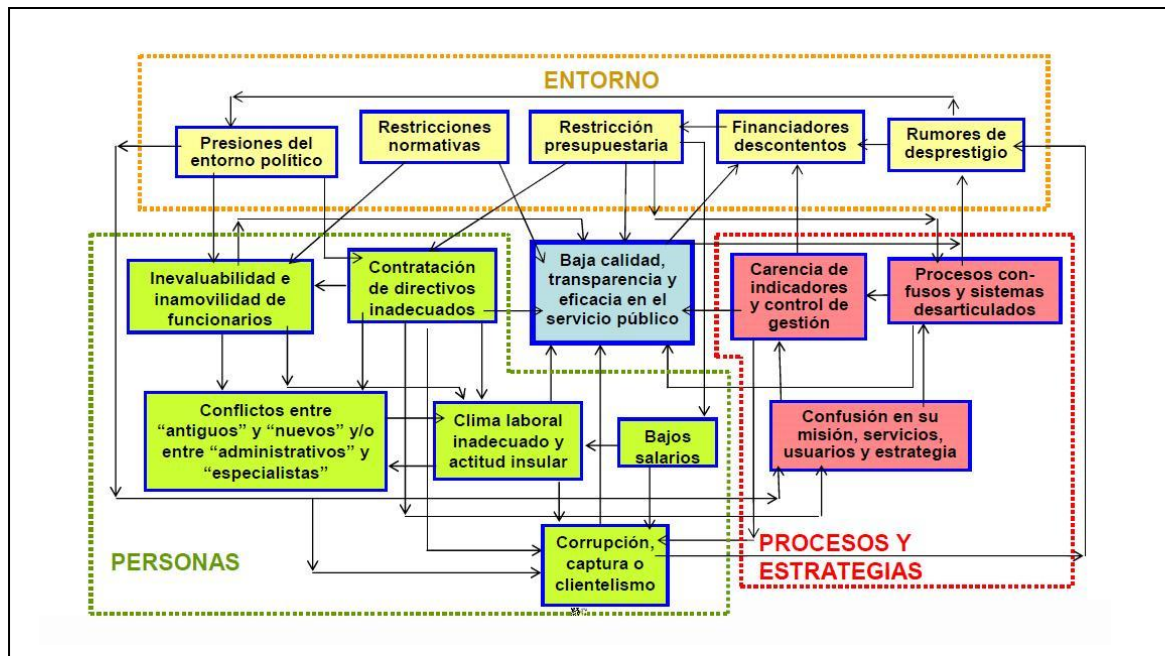 ENTORNO
Presiones del
entorno político
Restricciones
normativas
Restricción
presupuestaria
Financiadores
descontentos
Rumores de
desprestigio
Inevaluabilidad e
inamovilidad de
funcionarios
Contratación
de directivos
inadecuados
Baja calidad,
transparencia y
eficacia en el
servicio público
Carencia de
indicadores
y control de
gestión
Procesos con-
fusos y sistemas
desarticulados
Conflictos entre
“antiguos” y “nuevos” y/o
entre “administrativos” y
“especialistas”
Clima laboral
inadecuado y
actitud insular
Bajos
salarios
Confusión en su
misión, servicios,
usuarios y estrategia
PERSONAS
Corrupción,
captura o
clientelismo
PROCESOS Y
ESTRATEGIAS